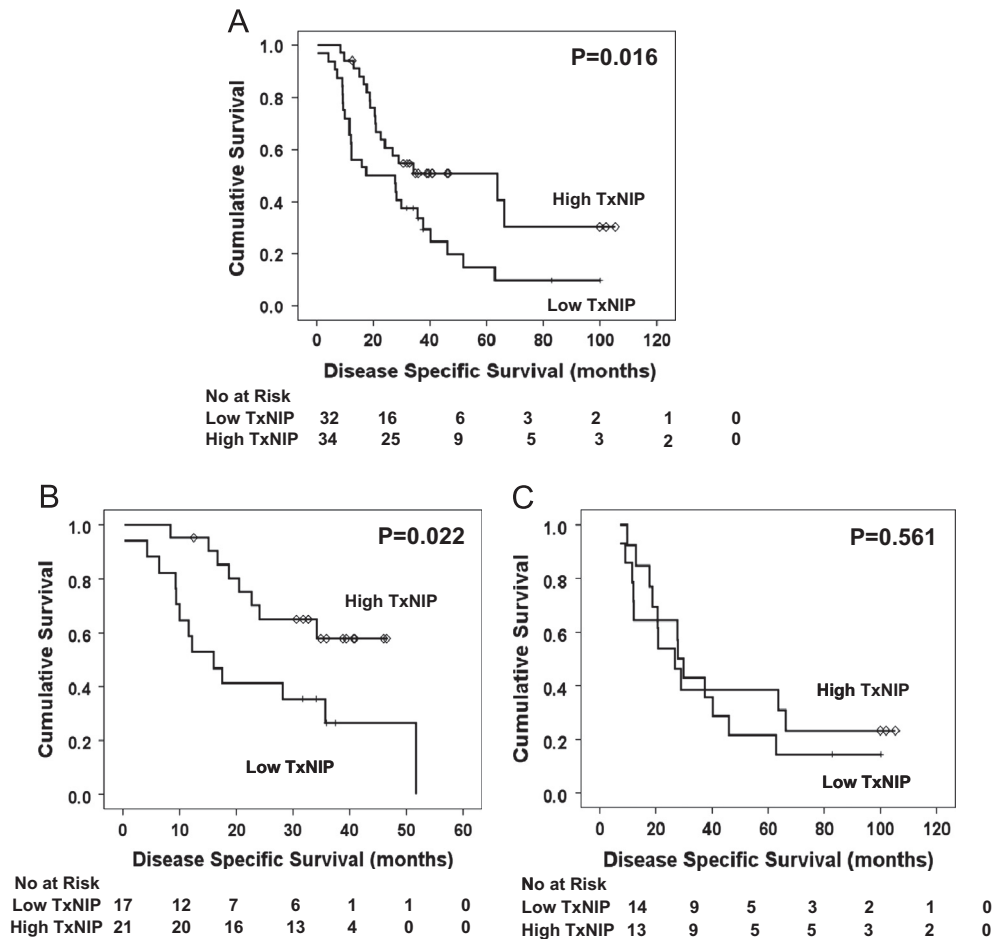 A
P=0.016
1.0
0.8
0.6
0.4
0.2
0.0
Cumulative Survival
High TxNIP
Low TxNIP
0 20 40 60 80 100 120
Disease Specific Survival (months)
No at Risk
Low TxNIP 32 16 6 3 2 1 0
High TxNIP 34 25 9 5 3 2 0
B
P=0.022
1.0
0.8
0.6
0.4
0.2
0.0
Cumulative Survival
High TxNIP
Low TxNIP
0 10 20 30 40 50 60
Disease Specific Survival (months)
No at Risk
Low TxNIP 17 12 7 6 1 1 0
High TxNIP 21 20 16 13 4 0 0
C
P=0.561
1.0
0.8
0.6
0.4
0.2
0.0
Cumulative Survival
High TxNIP
Low TxNIP
0 20 40 60 80 100 120
Disease Specific Survival (months)
No at Risk
Low TxNIP 14 9 5 3 2 1 0
High TxNIP 13 9 5 5 3 2 0